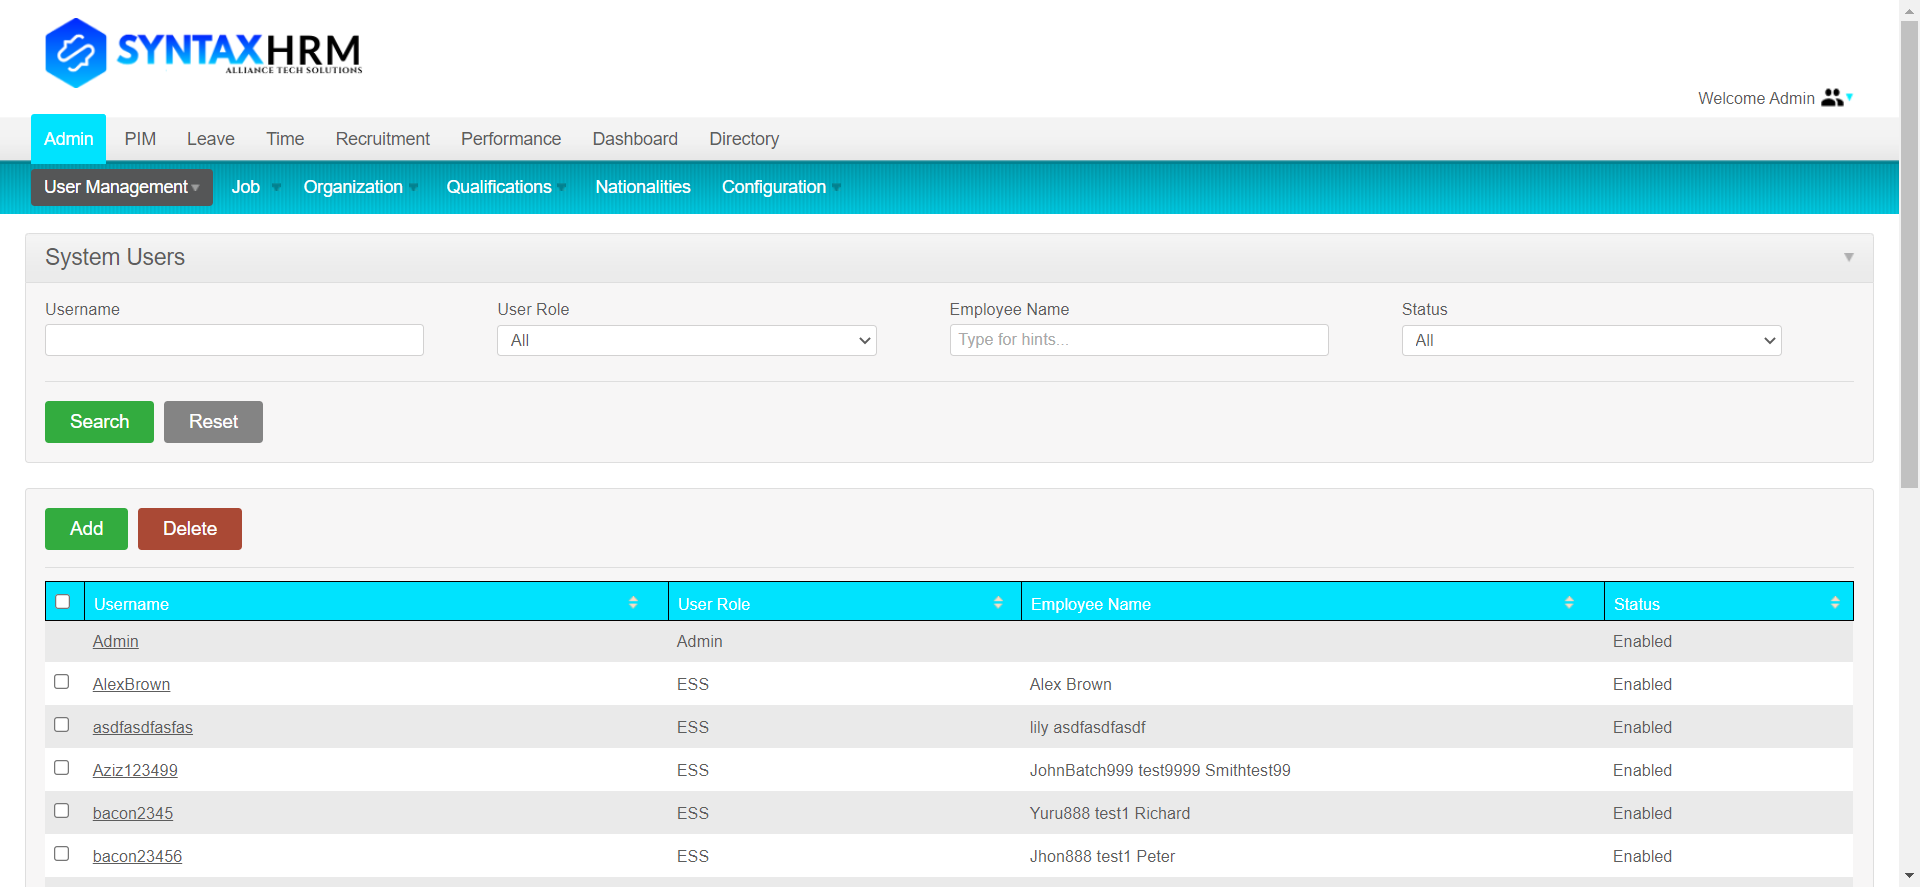 SYNTAXHRM
ALLIANCE TECH SOLUTIONS
Welcome Admin
Admin PIM Leave Time Recruitment Performance Dashboard Directory
User Management Job Organization Qualifications Nationalities Configuration
System Users
Username User Role Employee Name Status
All Type for hints... All
Search Reset
Add Delete
Username User Role Employee Name Status
Admin Admin Enabled
AlexBrown ESS Alex Brown Enabled
asdfasdfasfas ESS lily asdfasdfasdf Enabled
Aziz123499 ESS JohnBatch999 test9999 Smithtest99 Enabled
bacon2345 ESS Yuru888 test1 Richard Enabled
bacon23456 ESS Jhon888 test1 Peter Enabled